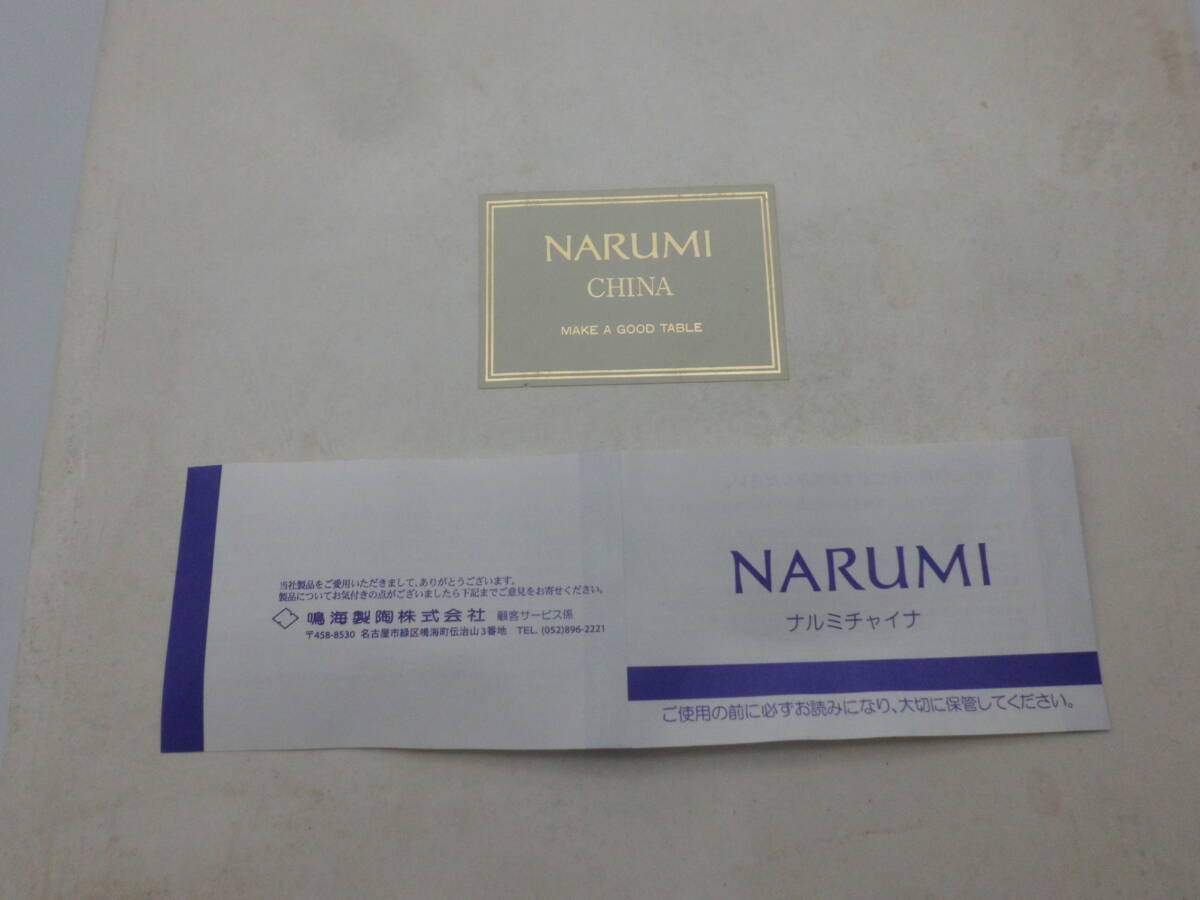 NARUMI
CHINA
MAKE A GOOD TABLE
当社製品をご愛用いただきまして、ありがとうございます。
製品についてお気付きの点がございましたら下記までご意見をお寄せください。
鳴海製陶株式会社 顧客サービス係
〒458-8530 名古屋市緑区鳴海町伝治山3番地 TEL. (052)896-2221
NARUMI
ナルミチャイナ
ご使用の前に必ずお読みになり、大切に保管してください。